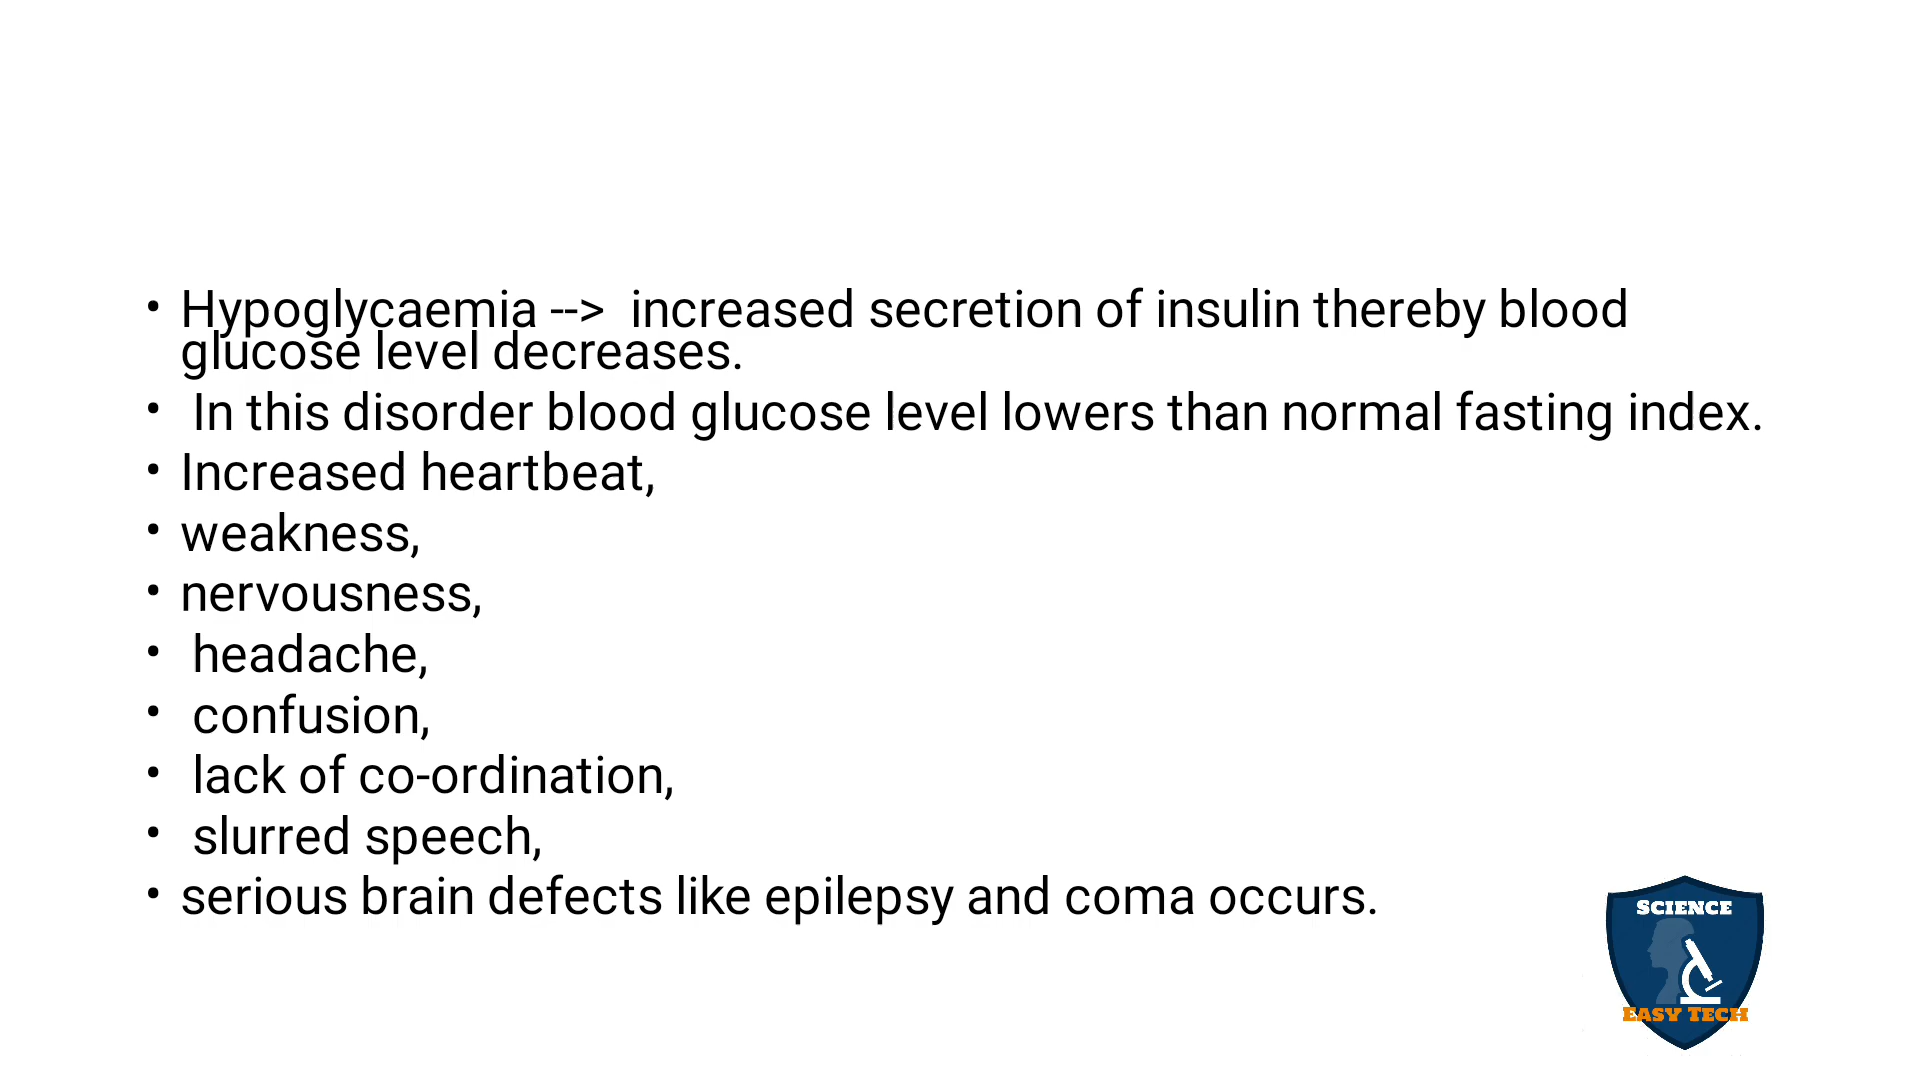 • Hypoglycaemia -->  increased secretion of insulin thereby blood
glucose level decreases.
• In this disorder blood glucose level lowers than normal fasting index.
• Increased heartbeat,
• weakness,
• nervousness,
• headache,
• confusion,
• lack of co-ordination,
• slurred speech,
• serious brain defects like epilepsy and coma occurs.
SCIENCE
EASY TECH